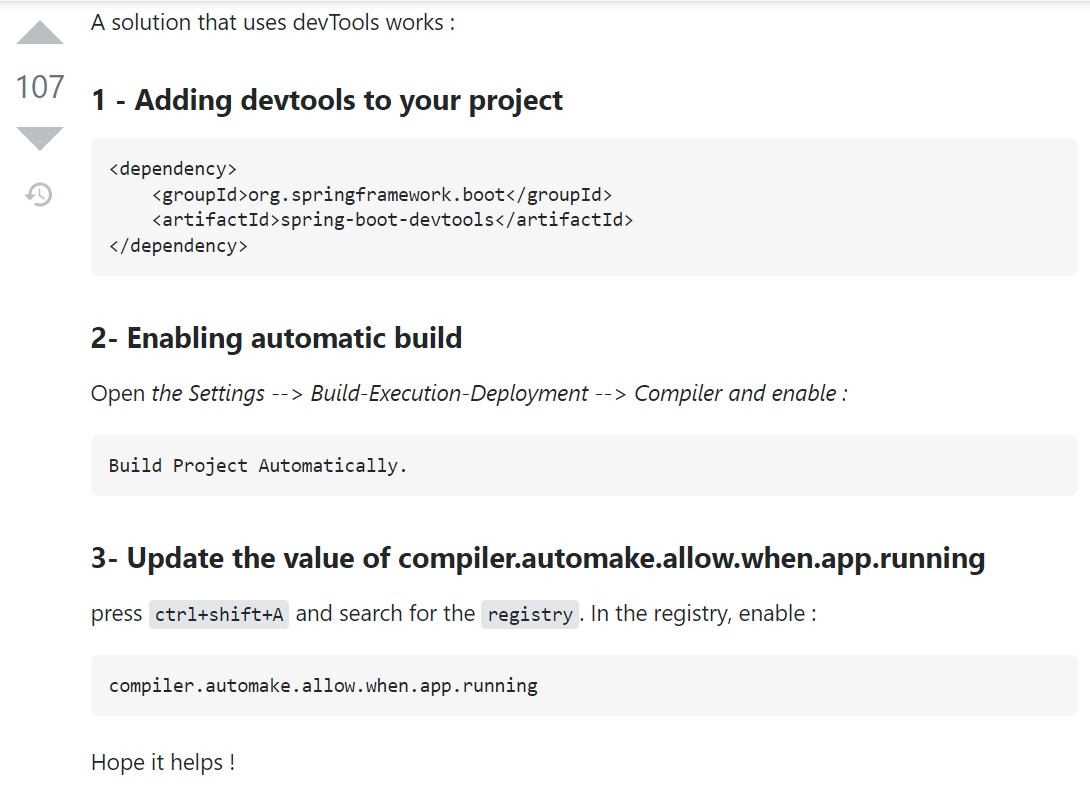 A solution that uses devTools works :
107
1 - Adding devtools to your project
<dependency>
    <groupId>org.springframework.boot</groupId>
    <artifactId>spring-boot-devtools</artifactId>
</dependency>
2- Enabling automatic build
Open the Settings --> Build-Execution-Deployment --> Compiler and enable :
Build Project Automatically.
3- Update the value of compiler.automake.allow.when.app.running
press ctrl+shift+A and search for the registry. In the registry, enable :
compiler.automake.allow.when.app.running
Hope it helps !